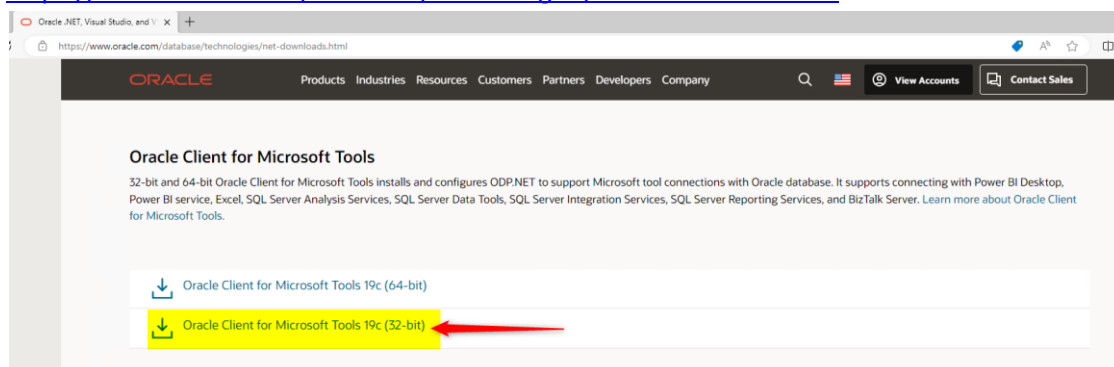 Oracle .NET, Visual Studio, and V
https://www.oracle.com/database/technologies/net-downloads.html
ORACLE Products Industries Resources Customers Partners Developers Company View Accounts Contact Sales
Oracle Client for Microsoft Tools
32-bit and 64-bit Oracle Client for Microsoft Tools installs and configures ODP.NET to support Microsoft tool connections with Oracle database. It supports connecting with Power BI Desktop,
Power BI service, Excel, SQL Server Analysis Services, SQL Server Data Tools, SQL Server Integration Services, SQL Server Reporting Services, and BizTalk Server. Learn more about Oracle Client
for Microsoft Tools.
Oracle Client for Microsoft Tools 19c (64-bit)
Oracle Client for Microsoft Tools 19c (32-bit)